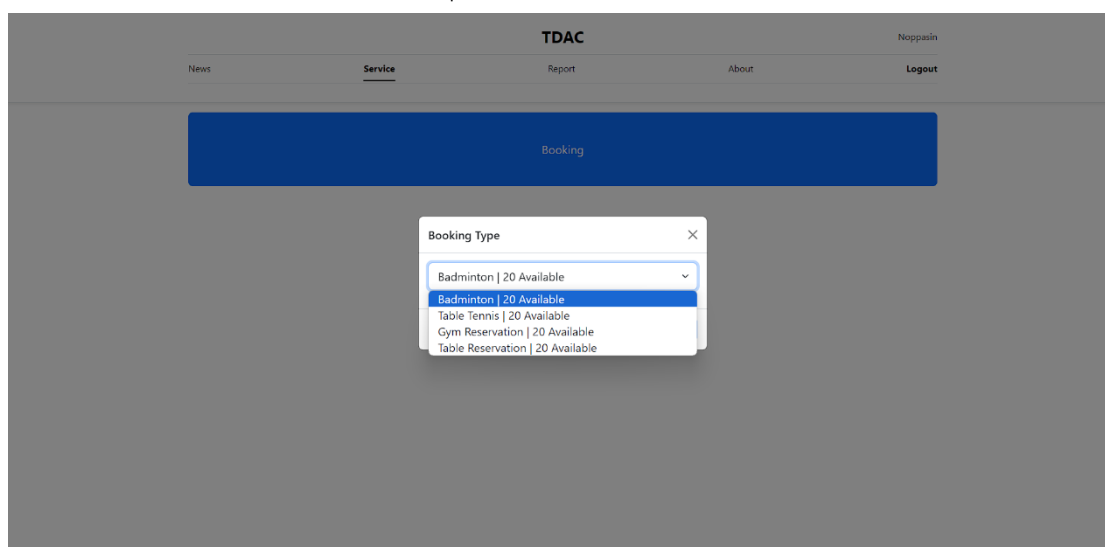 TDAC
Noppasin
News
Service
Report
About
Logout
Booking
Booking Type
Badminton | 20 Available
Badminton | 20 Available
Table Tennis | 20 Available
Gym Reservation | 20 Available
Table Reservation | 20 Available